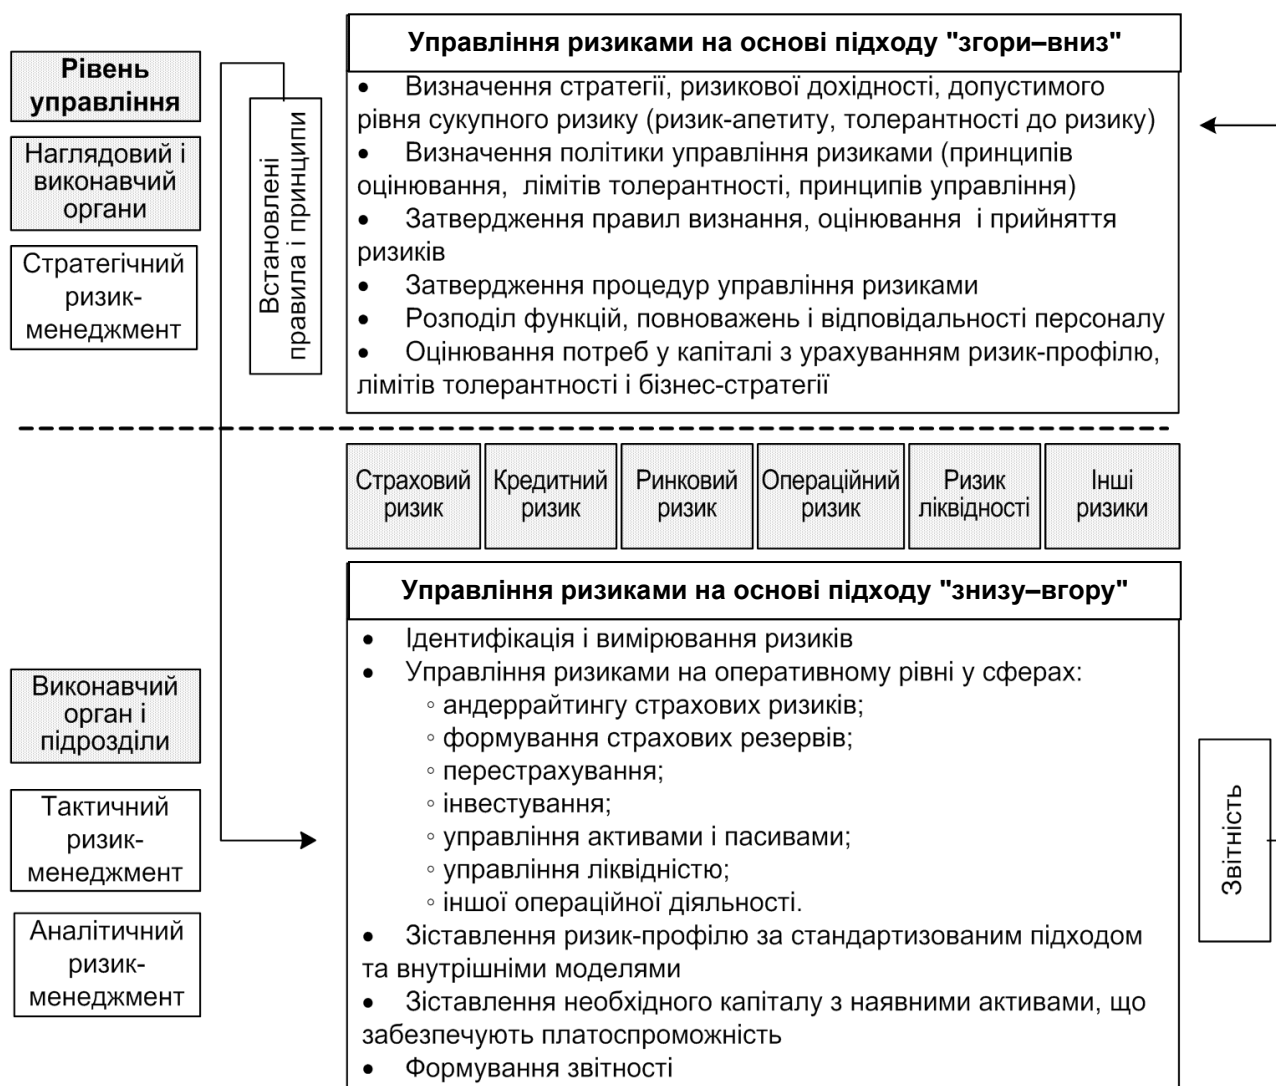 Рівень
управління
Наглядовий і
виконавчий
органи
Стратегічний
ризик-
менеджмент
Встановлені
правила і принципи
Управління ризиками на основі підходу "згори–вниз"
• Визначення стратегії, ризикової дохідності, допустимого
рівня сукупного ризику (ризик-апетиту, толерантності до ризику)
• Визначення політики управління ризиками (принципів
оцінювання, лімітів толерантності, принципів управління)
• Затвердження правил визнання, оцінювання і прийняття
ризиків
• Затвердження процедур управління ризиками
• Розподіл функцій, повноважень і відповідальності персоналу
• Оцінювання потреб у капіталі з урахуванням ризик-профілю,
лімітів толерантності і бізнес-стратегії
Страховий
ризик
Кредитний
ризик
Ринковий
ризик
Операційний
ризик
Ризик
ліквідності
Інші
ризики
Управління ризиками на основі підходу "знизу–вгору"
• Ідентифікація і вимірювання ризиків
• Управління ризиками на оперативному рівні у сферах:
◦ андеррайтингу страхових ризиків;
◦ формування страхових резервів;
◦ перестрахування;
◦ інвестування;
◦ управління активами і пасивами;
◦ управління ліквідністю;
◦ іншої операційної діяльності.
• Зіставлення ризик-профілю за стандартизованим підходом
та внутрішніми моделями
• Зіставлення необхідного капіталу з наявними активами, що
забезпечують платоспроможність
• Формування звітності
Виконавчий
орган і
підрозділи
Тактичний
ризик-
менеджмент
Аналітичний
ризик-
менеджмент
Звітність